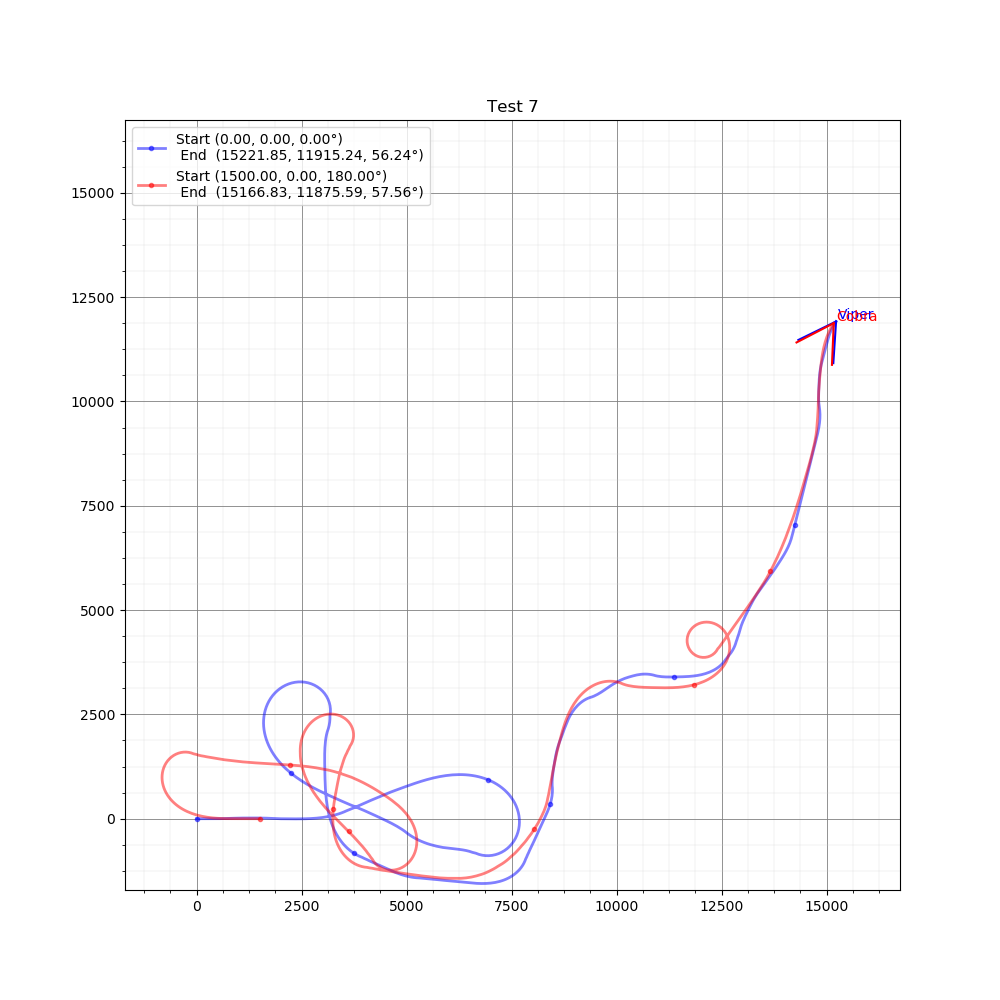 Test 7
Start (0.00, 0.00, 0.00°)
End (15221.85, 11915.24, 56.24°)
Start (1500.00, 0.00, 180.00°)
End (15166.83, 11875.59, 57.56°)
15000
12500
Viper
Cobra
10000
7500
5000
2500
0
0 2500 5000 7500 10000 12500 15000